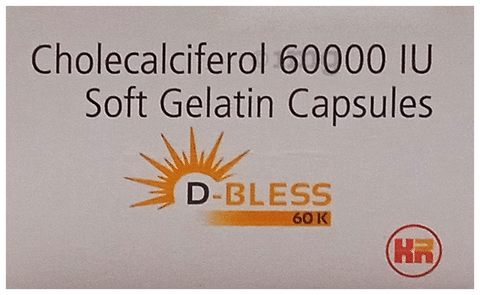 Cholecalciferol 60000 IU
Soft Gelatin Capsules
D-BLESS
60 K